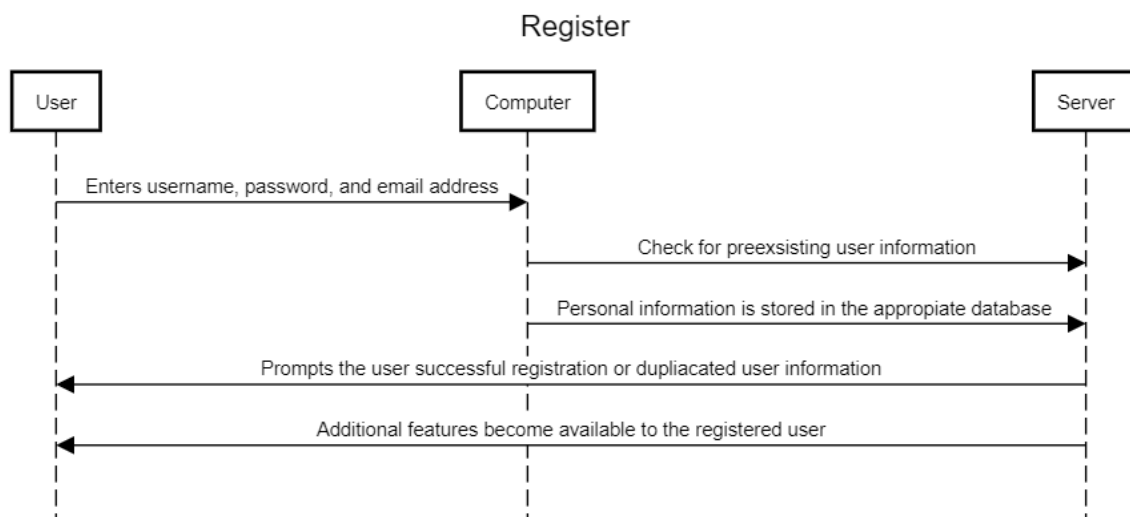 Register
User
Computer
Server
Enters username, password, and email address
Check for preexsisting user information
Personal information is stored in the appropiate database
Prompts the user successful registration or dupliacated user information
Additional features become available to the registered user